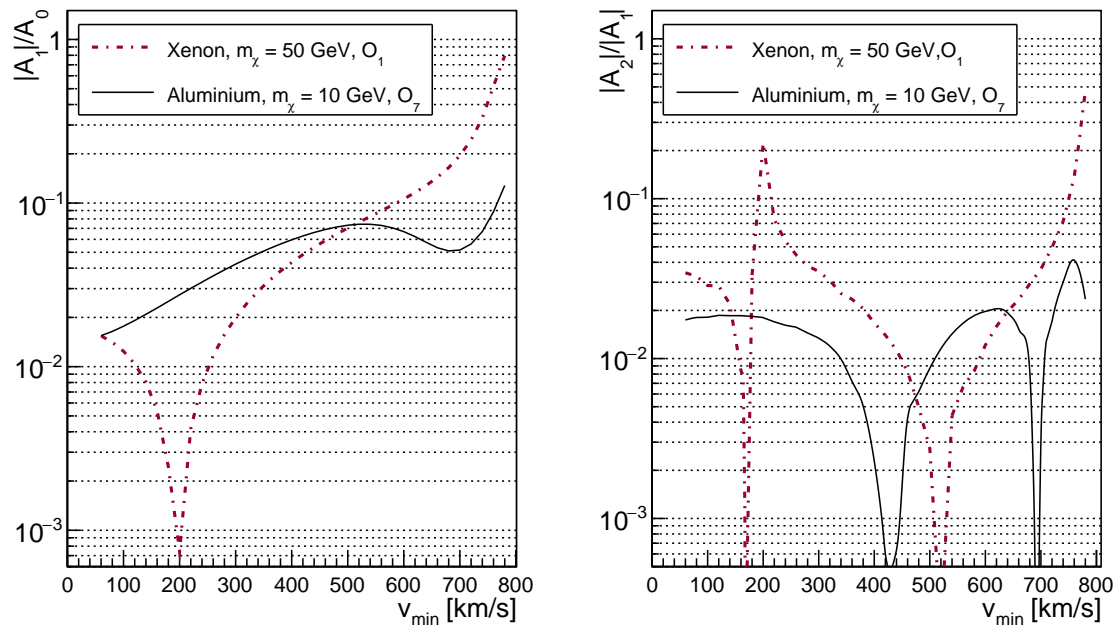 |A₁|/A₀
Xenon, mχ = 50 GeV, O₁
Aluminium, mχ = 10 GeV, O₇
1
10⁻¹
10⁻²
10⁻³
0 100 200 300 400 500 600 700 800
v_min [km/s]
|A₂|/|A₁|
Xenon, mχ = 50 GeV,O₁
Aluminium, mχ = 10 GeV, O₇
1
10⁻¹
10⁻²
10⁻³
0 100 200 300 400 500 600 700 800
v_min [km/s]